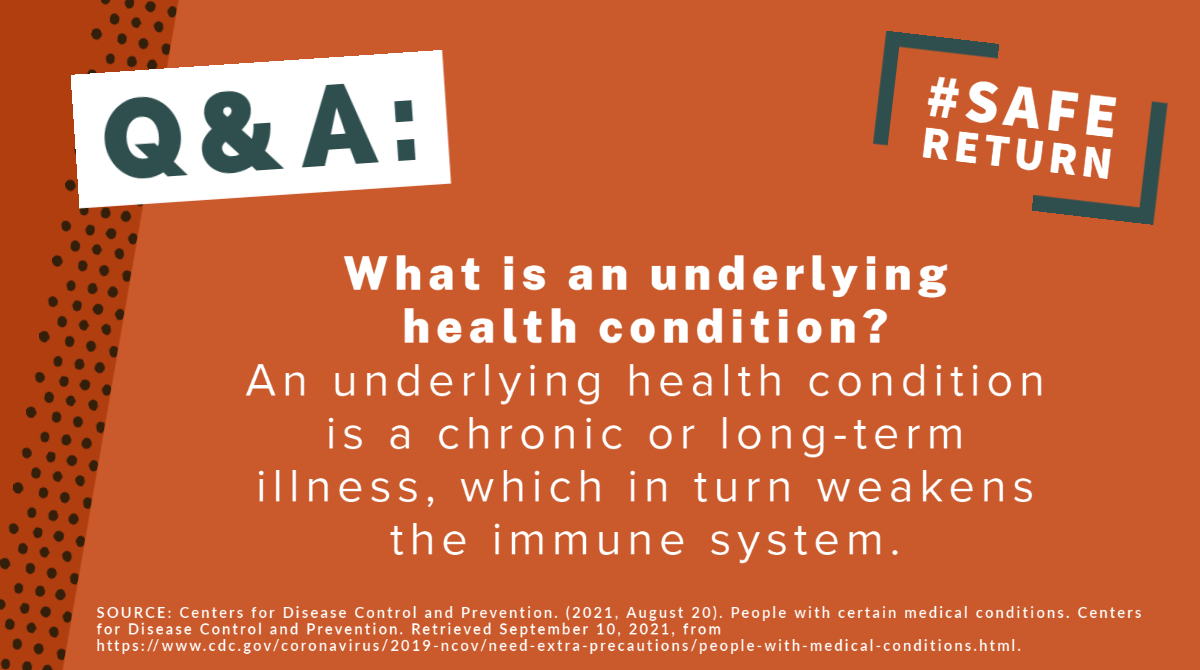 Q&A:
#SAFE
RETURN
What is an underlying
health condition?
An underlying health condition
is a chronic or long-term
illness, which in turn weakens
the immune system.
SOURCE: Centers for Disease Control and Prevention. (2021, August 20). People with certain medical conditions. Centers
for Disease Control and Prevention. Retrieved September 10, 2021, from
https://www.cdc.gov/coronavirus/2019-ncov/need-extra-precautions/people-with-medical-conditions.html.